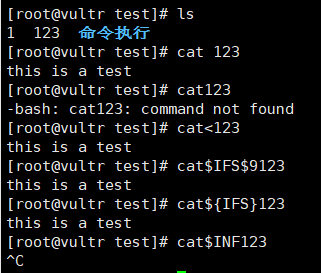 [root@vultr test]# ls
1  123  命令执行
[root@vultr test]# cat 123
this is a test
[root@vultr test]# cat123
-bash: cat123: command not found
[root@vultr test]# cat<123
this is a test
[root@vultr test]# cat$IFS$9123
this is a test
[root@vultr test]# cat${IFS}123
this is a test
[root@vultr test]# cat$INF123
^C